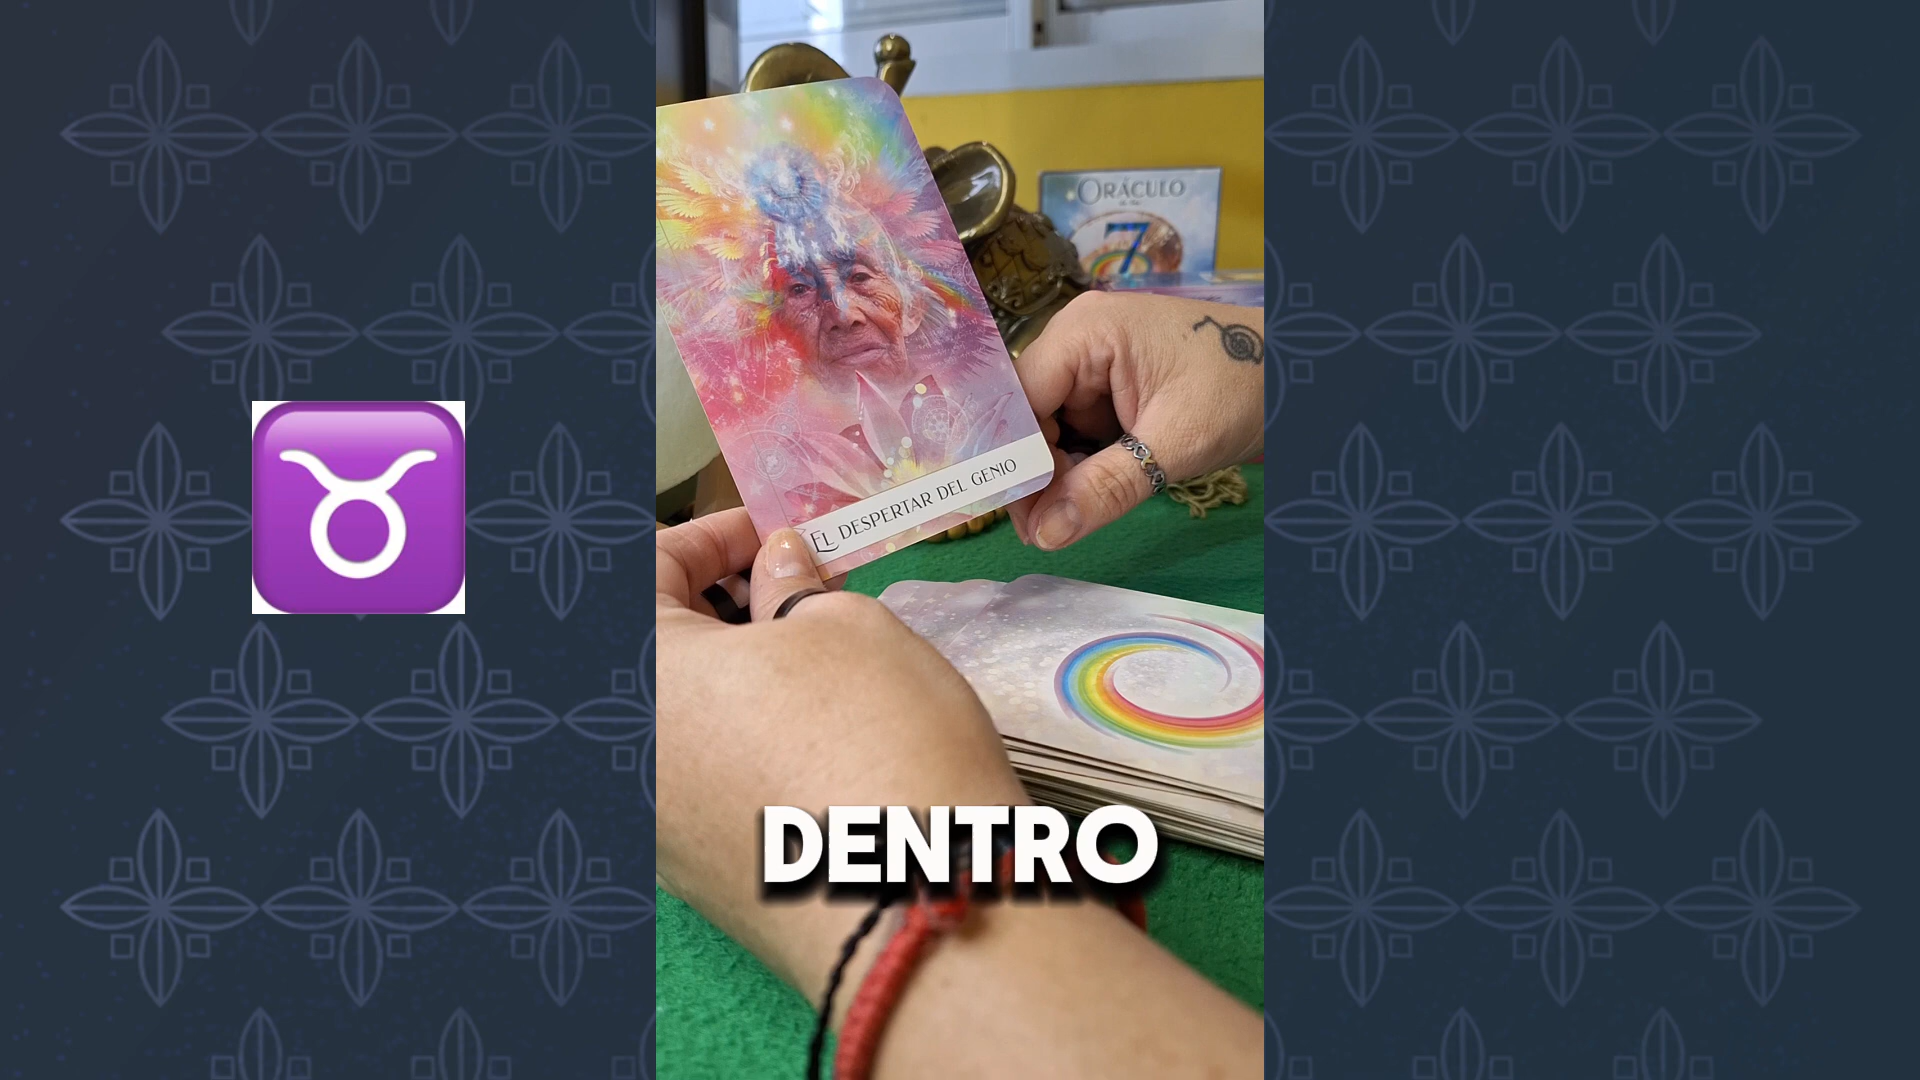 ORÁCULO
7
EL DESPERTAR DEL GENIO
DENTRO